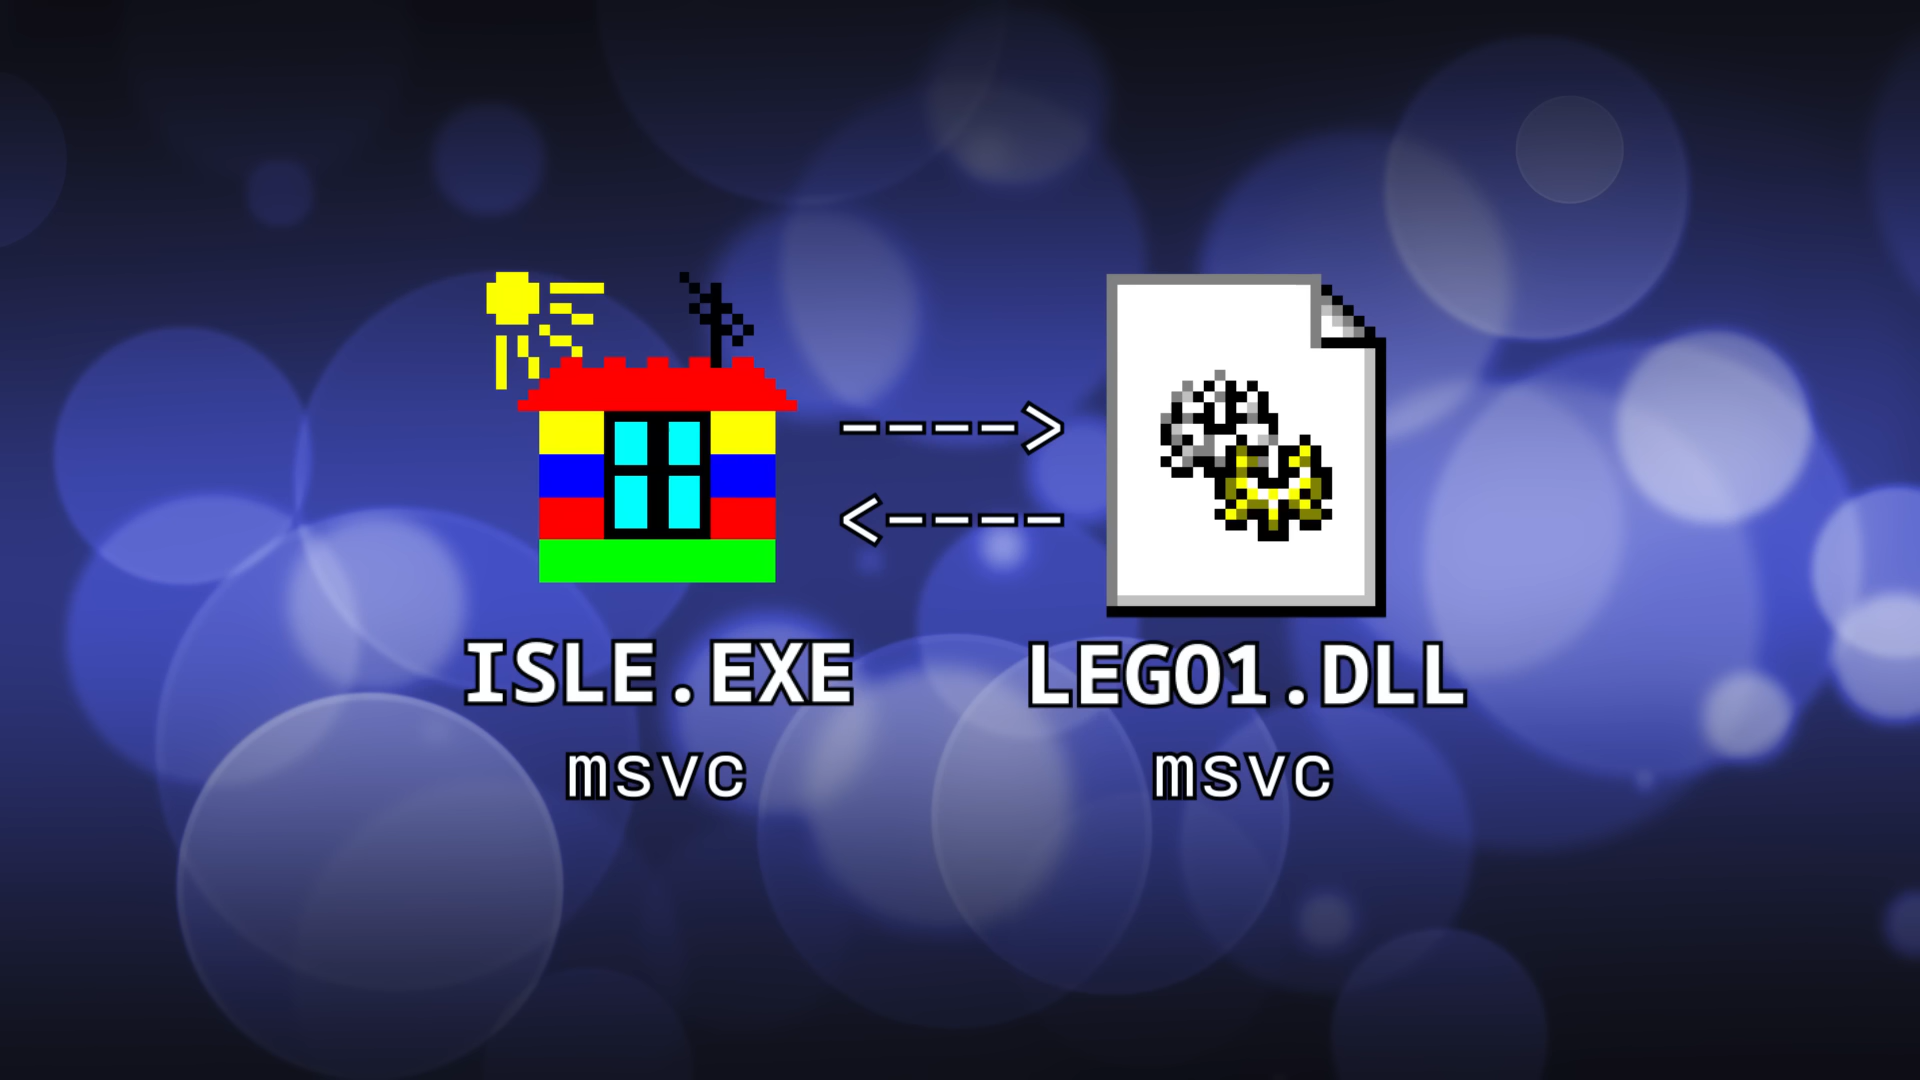 ---->
<----
ISLE.EXE
LEGO1.DLL
msvc
msvc